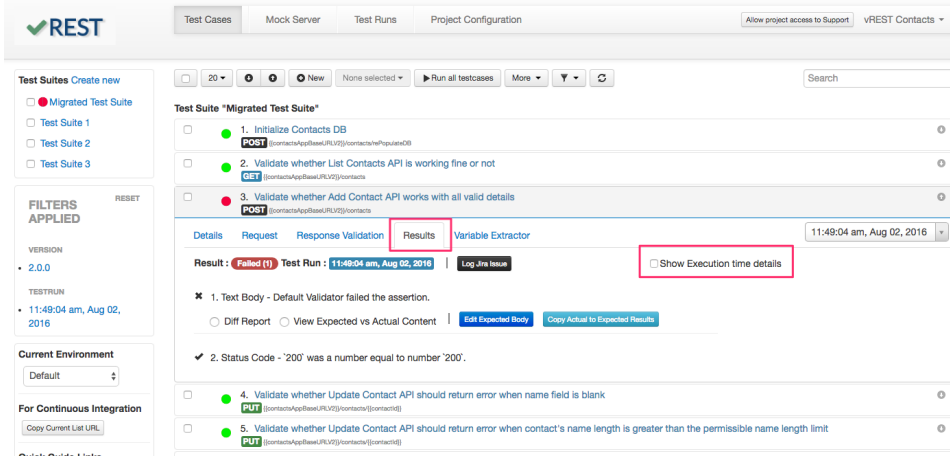 REST
Test Cases
Mock Server
Test Runs
Project Configuration
Allow project access to Support
vREST Contacts
Test Suites Create new
Migrated Test Suite
Test Suite 1
Test Suite 2
Test Suite 3
FILTERS APPLIED
RESET
VERSION
2.0.0
TESTRUN
11:49:04 am, Aug 02,
2016
Current Environment
Default
For Continuous Integration
Copy Current List URL
Quick Guide Links
20
New
None selected
Run all testcases
More
Search
Test Suite "Migrated Test Suite"
1. Initialize Contacts DB
POST {{contactsAppBaseURLV2}}/contacts/rePopulateDB
2. Validate whether List Contacts API is working fine or not
GET {{contactsAppBaseURLV2}}/contacts
3. Validate whether Add Contact API works with all valid details
POST {{contactsAppBaseURLV2}}/contacts
Details
Request
Response Validation
Results
Variable Extractor
11:49:04 am, Aug 02, 2016
Result : Failed (1) Test Run : 11:49:04 am, Aug 02, 2016 | Log Jira Issue
Show Execution time details
1. Text Body - Default Validator failed the assertion.
Diff Report View Expected vs Actual Content | Edit Expected Body Copy Actual to Expected Results
2. Status Code - `200` was a number equal to number `200`.
4. Validate whether Update Contact API should return error when name field is blank
PUT {{contactsAppBaseURLV2}}/contacts/{{contactId}}
5. Validate whether Update Contact API should return error when contact's name length is greater than the permissible name length limit
PUT {{contactsAppBaseURLV2}}/contacts/{{contactId}}